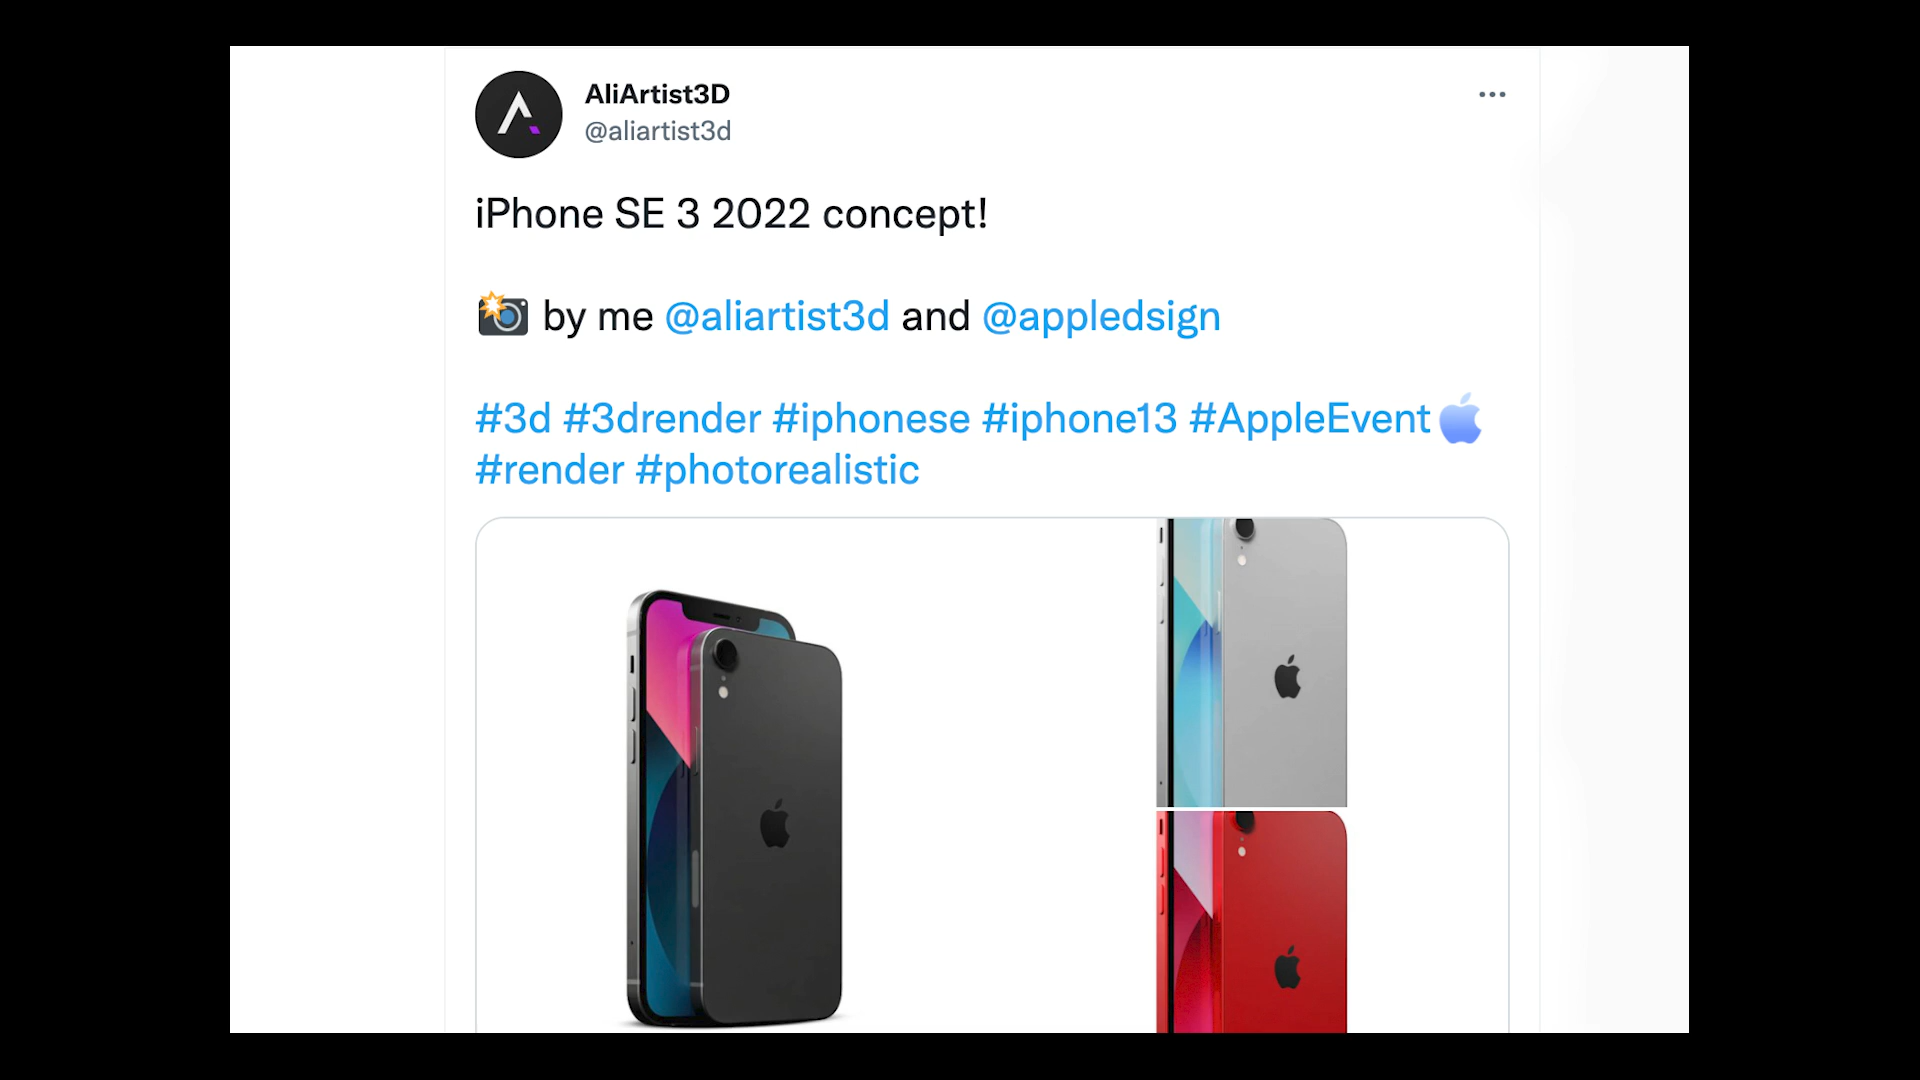 AliArtist3D
@aliartist3d
iPhone SE 3 2022 concept!
📸 by me @aliartist3d and @appledsign
#3d #3drender #iphonese #iphone13 #AppleEvent
#render #photorealistic